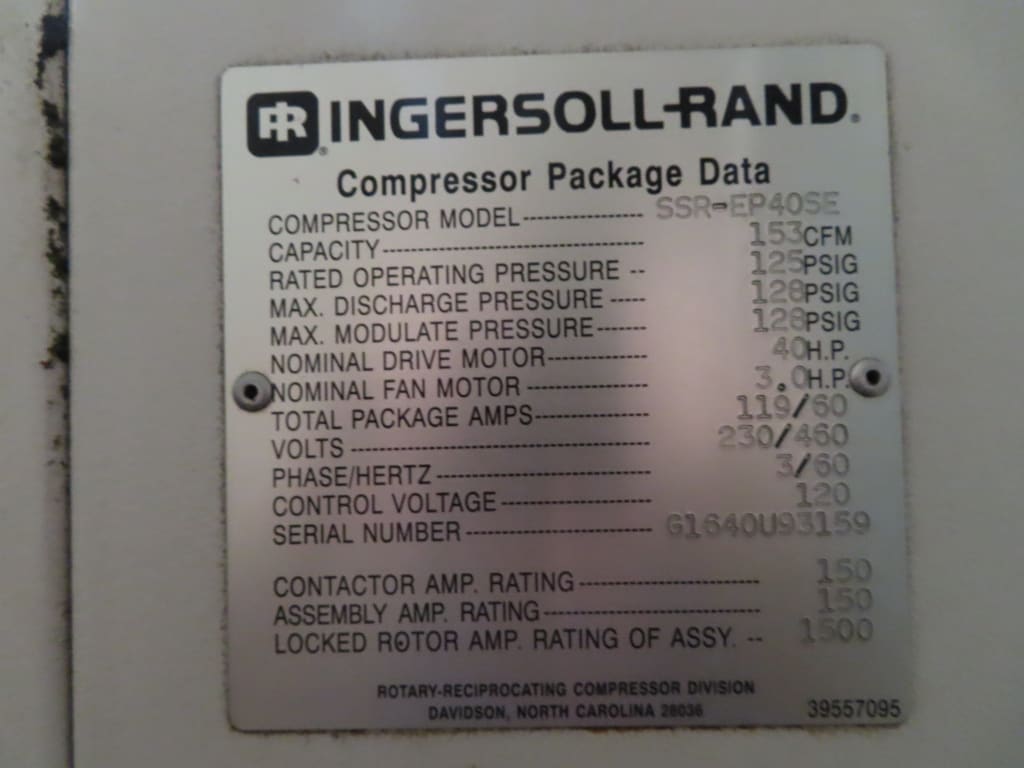 IR® INGERSOLL-RAND®
Compressor Package Data
COMPRESSOR MODEL --------------- SSR-EP40SE
CAPACITY -------------------------------- 153 CFM
RATED OPERATING PRESSURE -- 125 PSIG
MAX. DISCHARGE PRESSURE ----- 128 PSIG
MAX. MODULATE PRESSURE ------- 128 PSIG
NOMINAL DRIVE MOTOR ------------- 40 H.P.
NOMINAL FAN MOTOR ---------------- 3.0 H.P.
TOTAL PACKAGE AMPS --------------- 119/60
VOLTS -------------------------------------- 230/460
PHASE/HERTZ --------------------------- 3/60
CONTROL VOLTAGE ------------------- 120
SERIAL NUMBER ------------------------ G1640U93159
CONTACTOR AMP. RATING ----------------------- 150
ASSEMBLY AMP. RATING --------------------------- 150
LOCKED ROTOR AMP. RATING OF ASSY. -- 1500
ROTARY-RECIPROCATING COMPRESSOR DIVISION
DAVIDSON, NORTH CAROLINA 28036 39557095